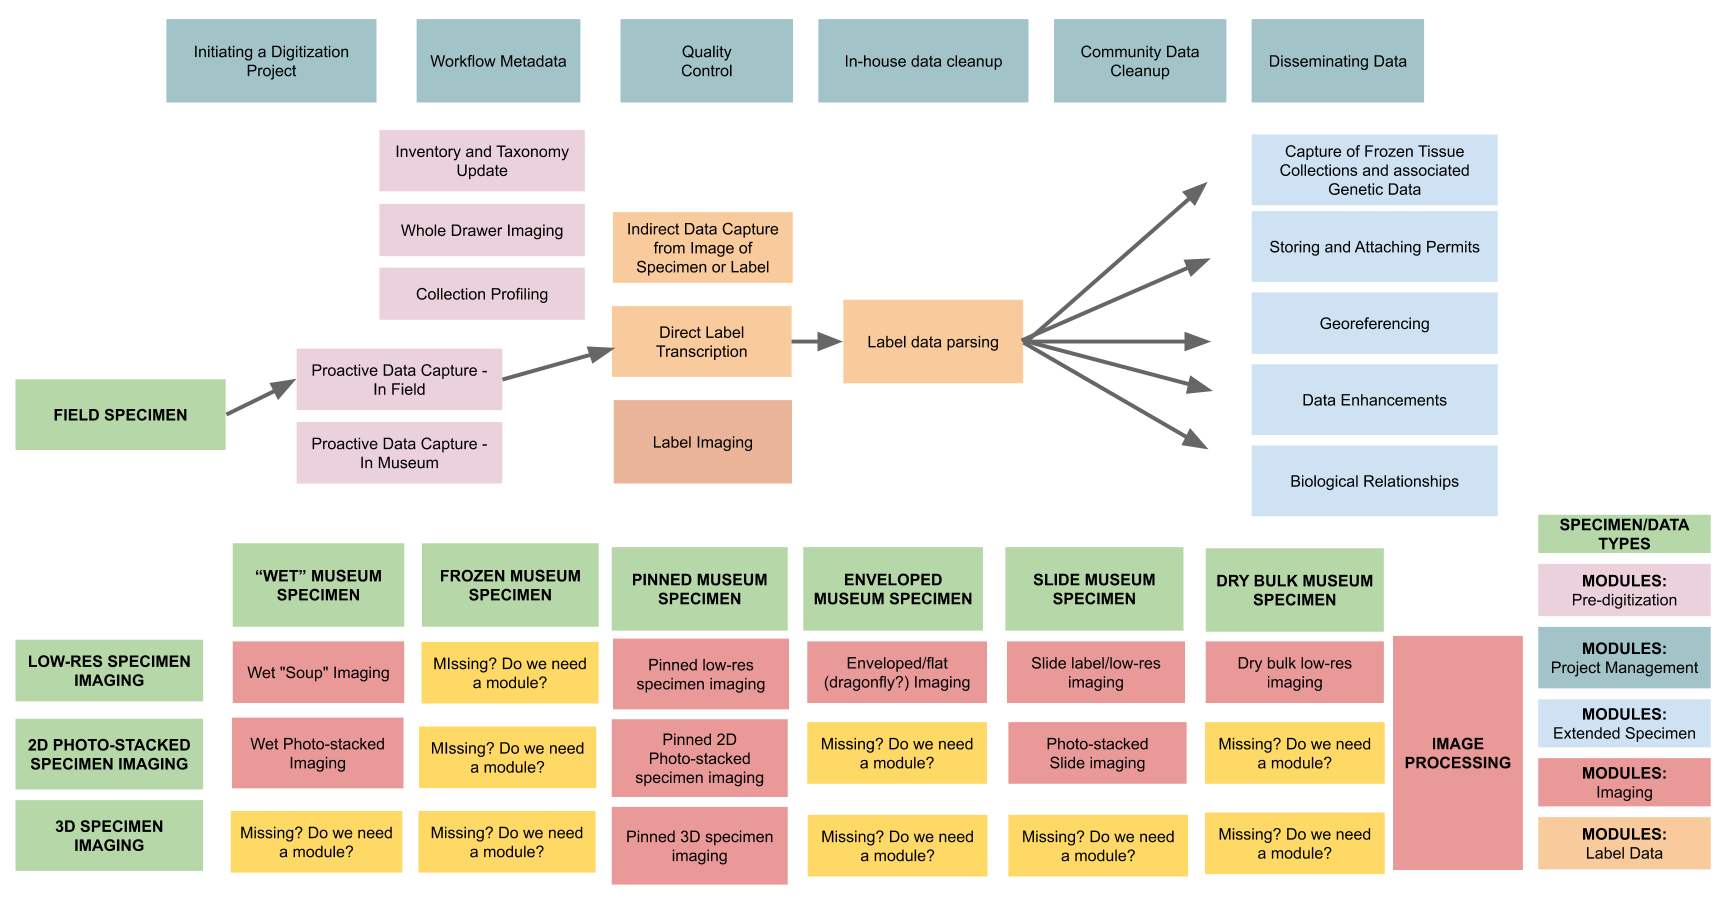 Initiating a Digitization
Project
Workflow Metadata
Quality
Control
In-house data cleanup
Community Data
Cleanup
Disseminating Data
Inventory and Taxonomy
Update
Whole Drawer Imaging
Collection Profiling
Proactive Data Capture -
In Field
Proactive Data Capture -
In Museum
FIELD SPECIMEN
Indirect Data Capture
from Image of
Specimen or Label
Direct Label
Transcription
Label Imaging
Label data parsing
Capture of Frozen Tissue
Collections and associated
Genetic Data
Storing and Attaching Permits
Georeferencing
Data Enhancements
Biological Relationships
“WET” MUSEUM
SPECIMEN
FROZEN MUSEUM
SPECIMEN
PINNED MUSEUM
SPECIMEN
ENVELOPED
MUSEUM SPECIMEN
SLIDE MUSEUM
SPECIMEN
DRY BULK MUSEUM
SPECIMEN
LOW-RES SPECIMEN
IMAGING
Wet "Soup" Imaging
MIssing? Do we need
a module?
Pinned low-res
specimen imaging
Enveloped/flat
(dragonfly?) Imaging
Slide label/low-res
imaging
Dry bulk low-res
imaging
2D PHOTO-STACKED
SPECIMEN IMAGING
Wet Photo-stacked
Imaging
MIssing? Do we need
a module?
Pinned 2D
Photo-stacked
specimen imaging
Missing? Do we need
a module?
Photo-stacked
Slide imaging
Missing? Do we need
a module?
3D SPECIMEN
IMAGING
Missing? Do we need
a module?
Missing? Do we need
a module?
Pinned 3D specimen
imaging
Missing? Do we need
a module?
Missing? Do we need
a module?
Missing? Do we need
a module?
IMAGE
PROCESSING
SPECIMEN/DATA
TYPES
MODULES:
Pre-digitization
MODULES:
Project Management
MODULES:
Extended Specimen
MODULES:
Imaging
MODULES:
Label Data